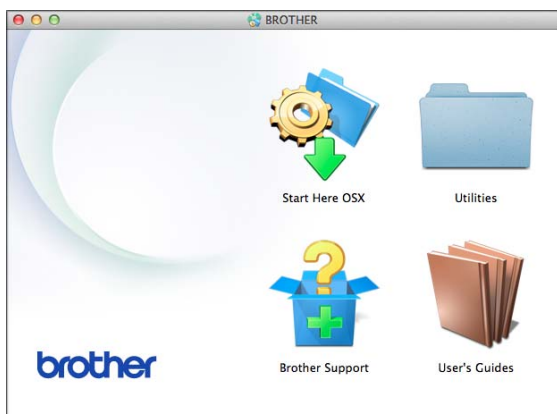 BROTHER
Start Here OSX
Utilities
Brother Support
User's Guides
brother